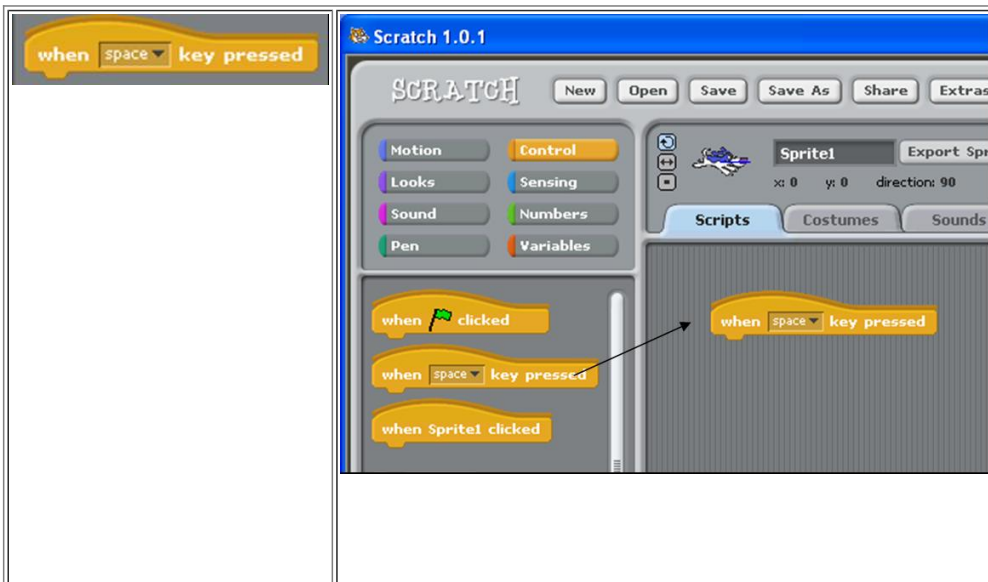 when space key pressed
Scratch 1.0.1
SCRATCH New Open Save Save As Share Extras
Motion Control
Looks Sensing
Sound Numbers
Pen Variables
Sprite1 Export Spr
x: 0 y: 0 direction: 90
Scripts Costumes Sounds
when clicked
when space key pressed
when Sprite1 clicked
when space key pressed